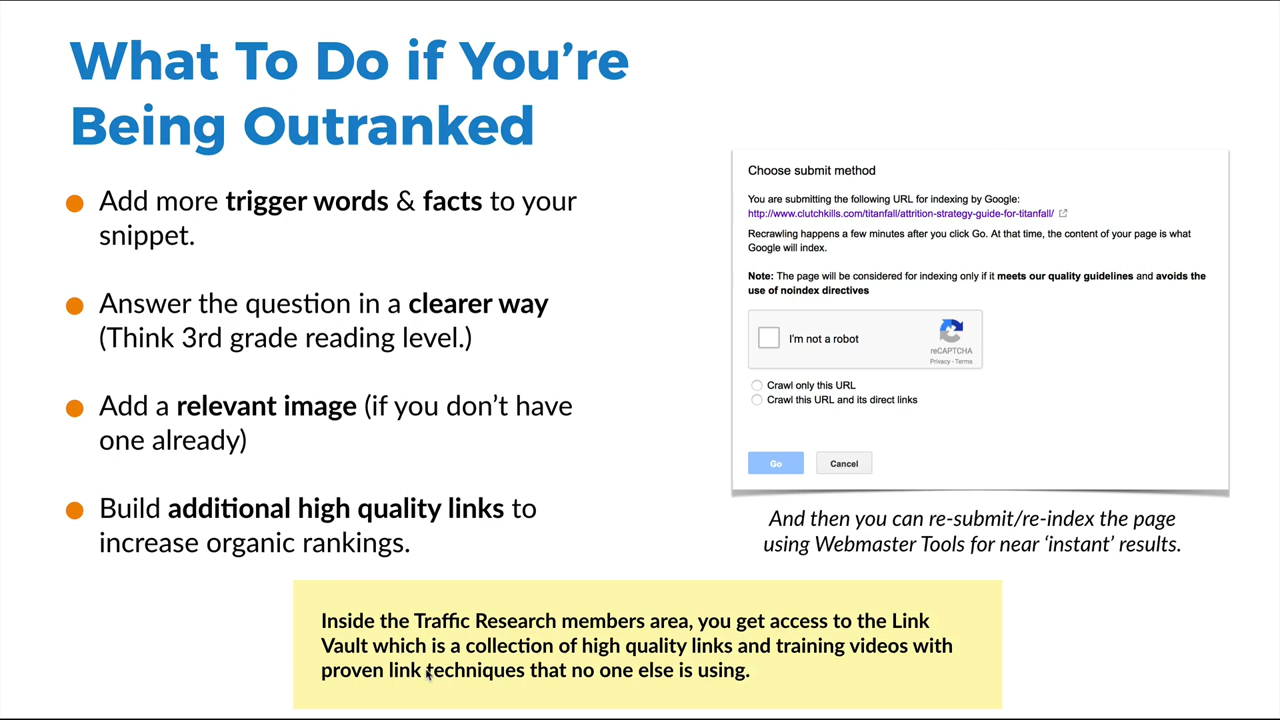 What To Do if You’re
Being Outranked
Add more trigger words & facts to your
snippet.
Answer the question in a clearer way
(Think 3rd grade reading level.)
Add a relevant image (if you don’t have
one already)
Build additional high quality links to
increase organic rankings.
Choose submit method
You are submitting the following URL for indexing by Google:
http://www.clutchkills.com/titanfall/attrition-strategy-guide-for-titanfall/
Recrawling happens a few minutes after you click Go. At that time, the content of your page is what
Google will index.
Note: The page will be considered for indexing only if it meets our quality guidelines and avoids the
use of noindex directives
I'm not a robot
reCAPTCHA
Privacy - Terms
Crawl only this URL
Crawl this URL and its direct links
Go
Cancel
And then you can re-submit/re-index the page
using Webmaster Tools for near ‘instant’ results.
Inside the Traffic Research members area, you get access to the Link
Vault which is a collection of high quality links and training videos with
proven link techniques that no one else is using.